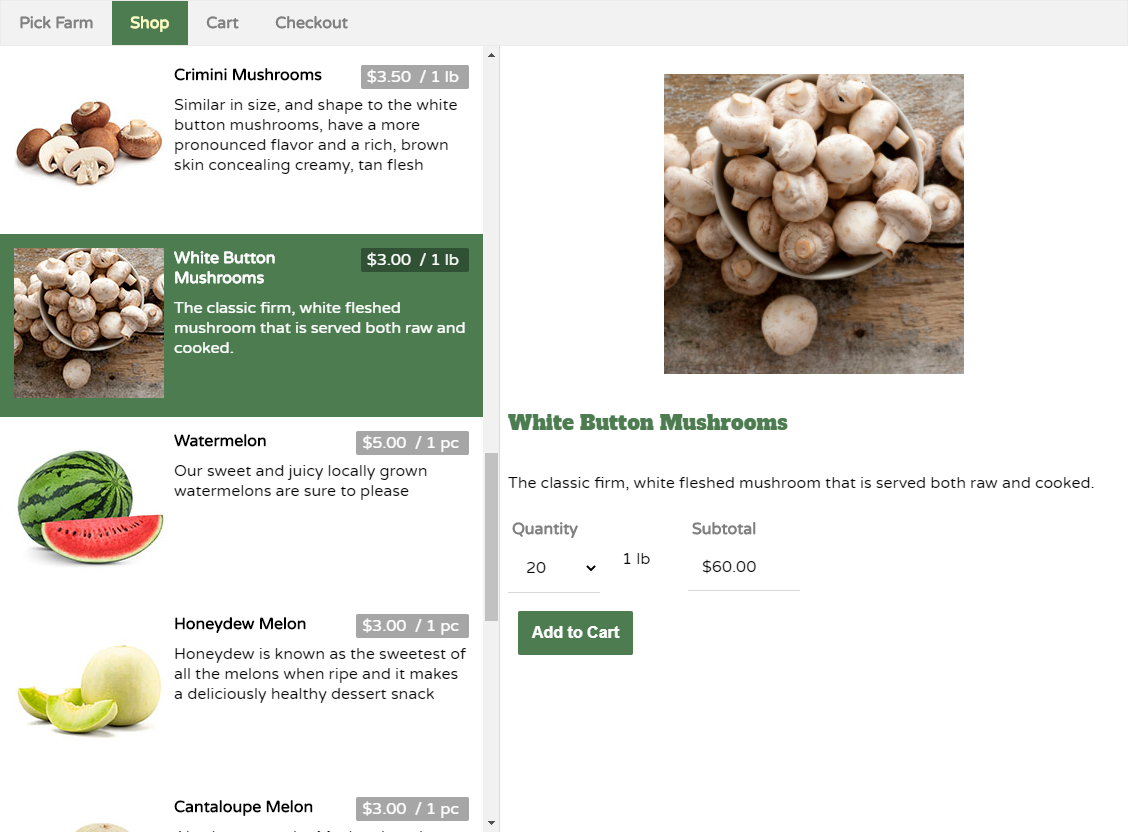 Pick Farm Shop Cart Checkout
Crimini Mushrooms $3.50 / 1 lb
Similar in size, and shape to the white
button mushrooms, have a more
pronounced flavor and a rich, brown
skin concealing creamy, tan flesh
White Button $3.00 / 1 lb
Mushrooms
The classic firm, white fleshed
mushroom that is served both raw and
cooked.
Watermelon $5.00 / 1 pc
Our sweet and juicy locally grown
watermelons are sure to please
Honeydew Melon $3.00 / 1 pc
Honeydew is known as the sweetest of
all the melons when ripe and it makes
a deliciously healthy dessert snack
Cantaloupe Melon $3.00 / 1 pc
White Button Mushrooms
The classic firm, white fleshed mushroom that is served both raw and cooked.
Quantity Subtotal
20 1 lb $60.00
Add to Cart